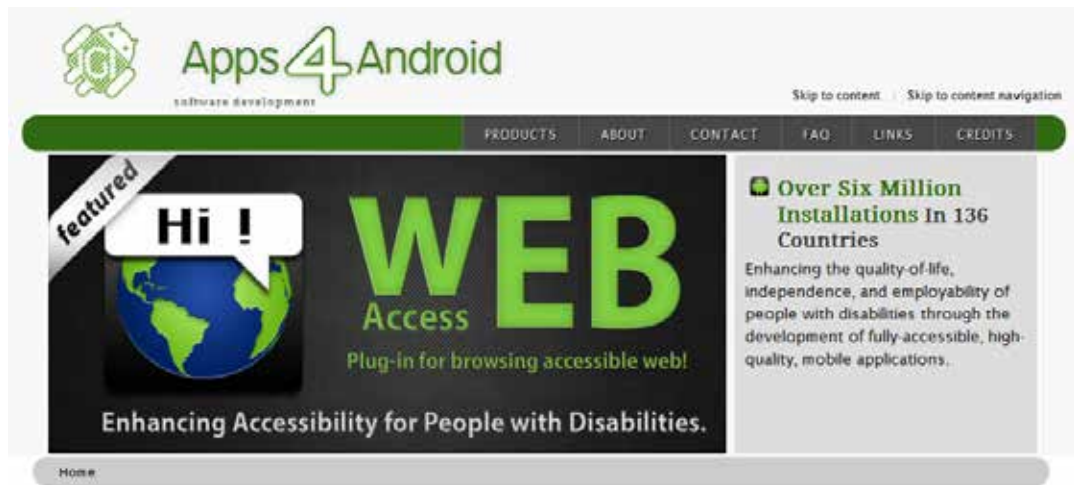 Apps 4 Android
software development
Skip to content Skip to content navigation
PRODUCTS ABOUT CONTACT FAQ LINKS CREDITS
featured
Hi !
WEB
Access
Plug-in for browsing accessible web!
Enhancing Accessibility for People with Disabilities.
Over Six Million
Installations In 136
Countries
Enhancing the quality-of-life,
independence, and employability of
people with disabilities through the
development of fully-accessible, high-
quality, mobile applications.
Home